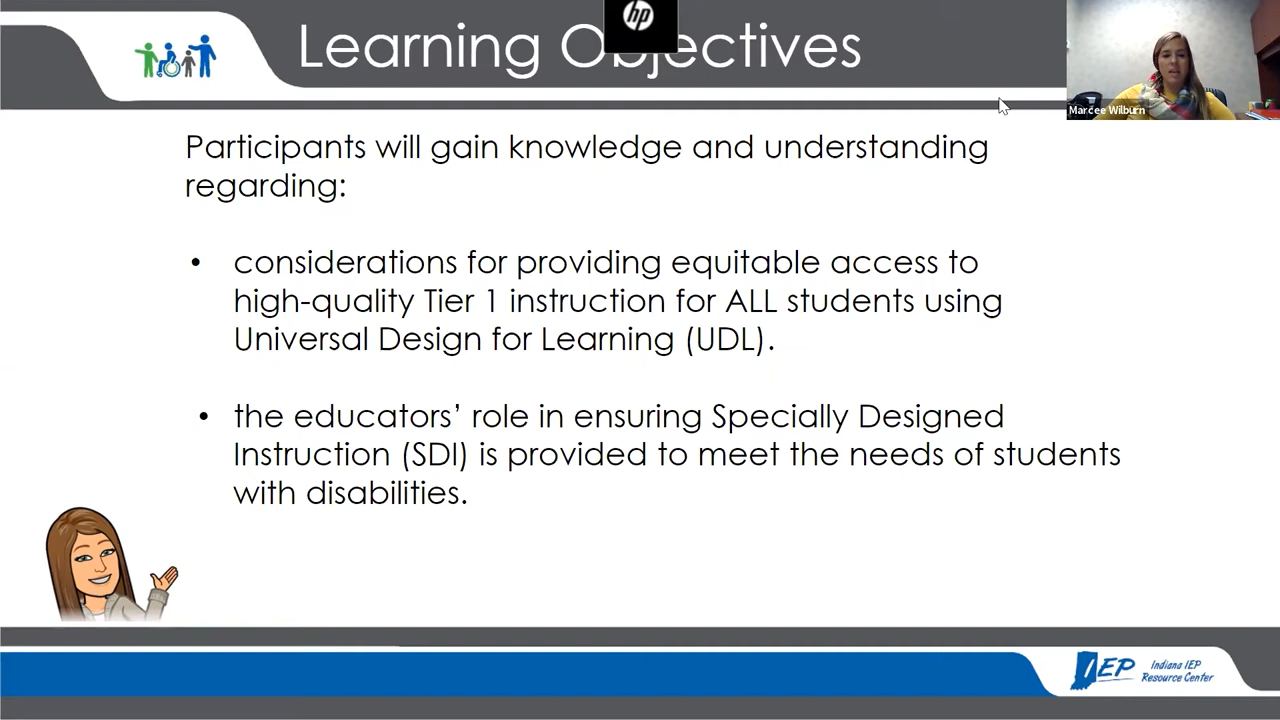 hp
Learning Objectives
Marcee Wilburn
Participants will gain knowledge and understanding
regarding:
• considerations for providing equitable access to
high-quality Tier 1 instruction for ALL students using
Universal Design for Learning (UDL).
• the educators’ role in ensuring Specially Designed
Instruction (SDI) is provided to meet the needs of students
with disabilities.
IEP
Indiana IEP
Resource Center